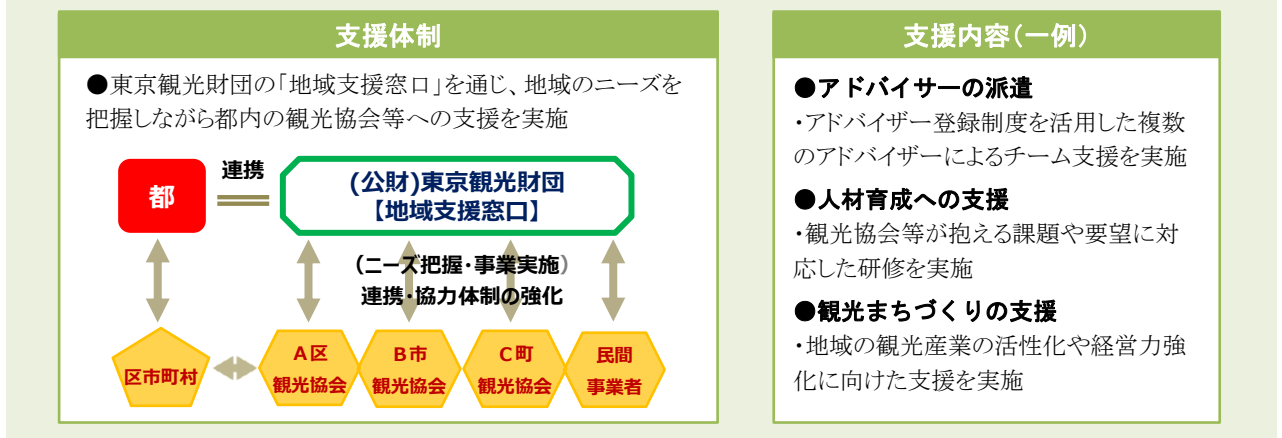 支援体制
●東京観光財団の「地域支援窓口」を通じ、地域のニーズを
把握しながら都内の観光協会等への支援を実施
都
連携
(公財)東京観光財団
【地域支援窓口】
(ニーズ把握・事業実施)
連携・協力体制の強化
区市町村
A区
観光協会
B市
観光協会
C町
観光協会
民間
事業者
支援内容(一例)
●アドバイサーの派遣
・アドバイザー登録制度を活用した複数
のアドバイザーによるチーム支援を実施
●人材育成への支援
・観光協会等が抱える課題や要望に対
応した研修を実施
●観光まちづくりの支援
・地域の観光産業の活性化や経営力強
化に向けた支援を実施